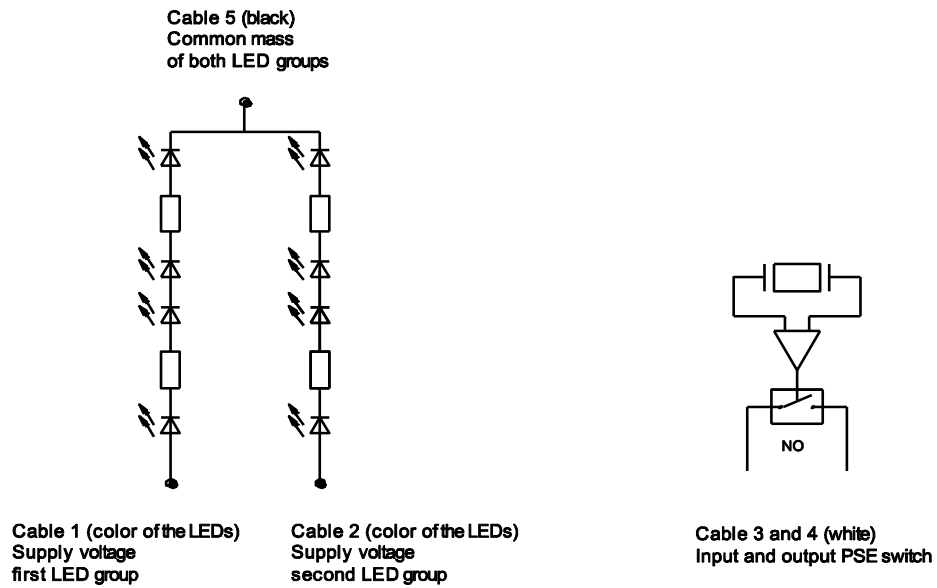 Cable 5 (black)
Common mass
of both LED groups
NO
Cable 1 (color of the LEDs)
Supply voltage
first LED group
Cable 2 (color of the LEDs)
Supply voltage
second LED group
Cable 3 and 4 (white)
Input and output PSE switch